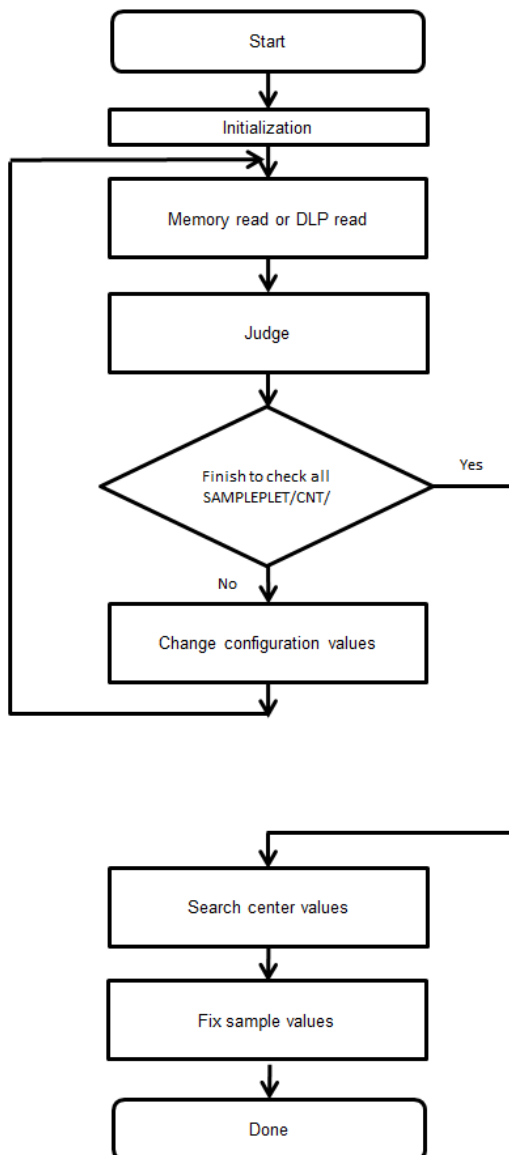 Start
Initialization
Memory read or DLP read
Judge
Finish to check all
SAMPLEPLET/CNT/
Yes
No
Change configuration values
Search center values
Fix sample values
Done